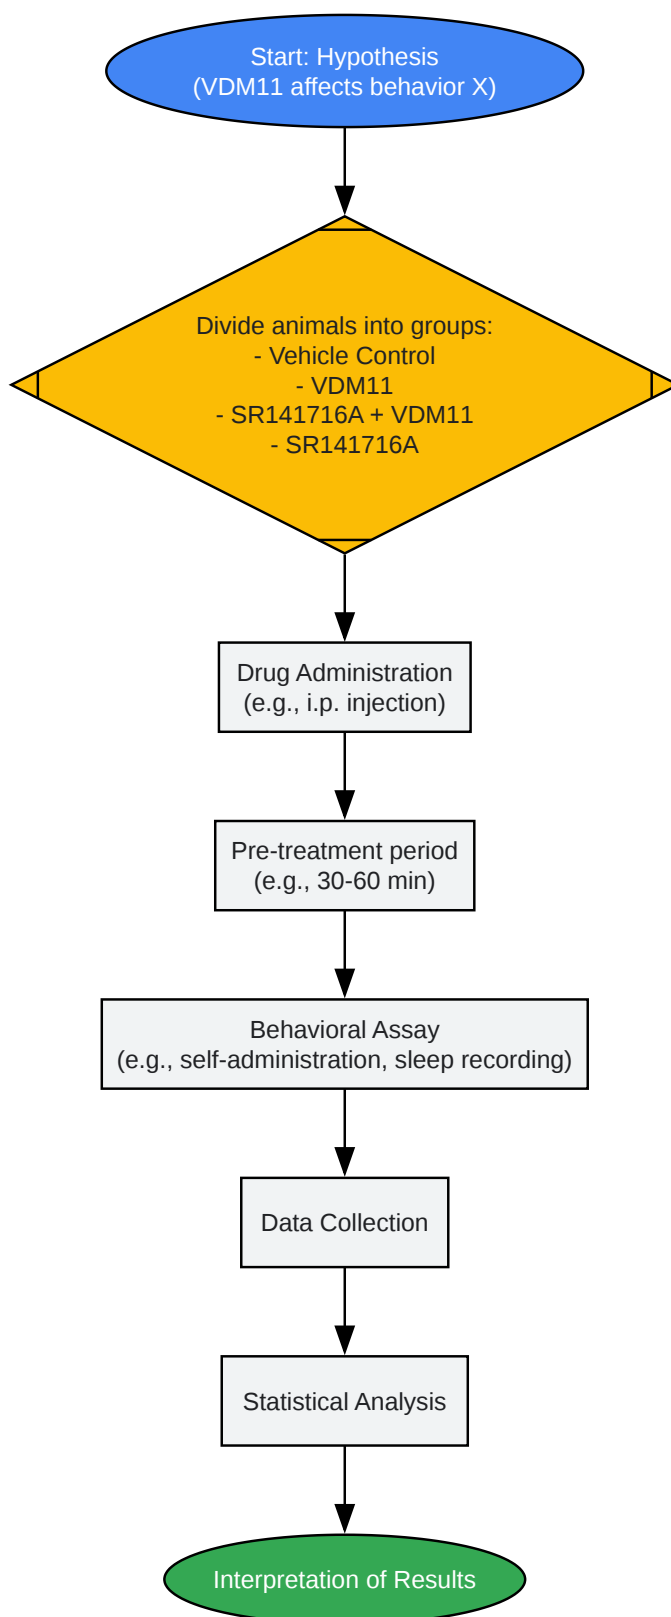 Start: Hypothesis
(VDM11 affects behavior X)
Divide animals into groups:
- Vehicle Control
- VDM11
- SR141716A + VDM11
- SR141716A
Drug Administration
(e.g., i.p. injection)
Pre-treatment period
(e.g., 30-60 min)
Behavioral Assay
(e.g., self-administration, sleep recording)
Data Collection
Statistical Analysis
Interpretation of Results